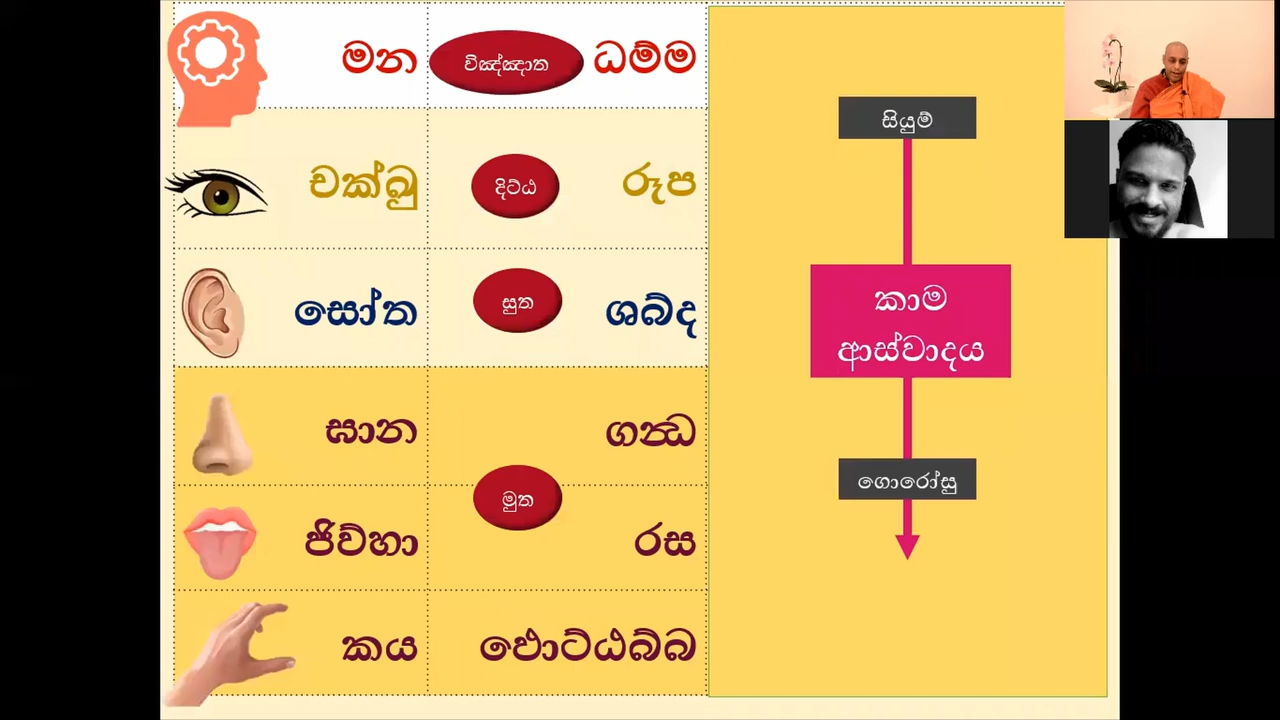 මන විඤ්ඤාත ධම්ම
චක්ඛු දිට්ඨ රූප
සෝත සුත ශබ්ද
ඝාන ගන්ධ
මුත
ජිව්හා රස
කය ඵොට්ඨබ්බ
සියුම්
කාම
ආස්වාදය
ගොරෝසු